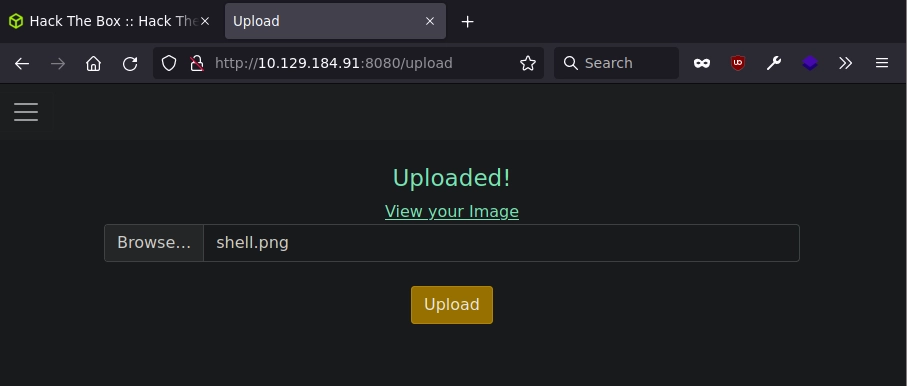 Hack The Box :: Hack The
Upload
http://10.129.184.91:8080/upload
Search
UD
Uploaded!
View your Image
Browse... shell.png
Upload